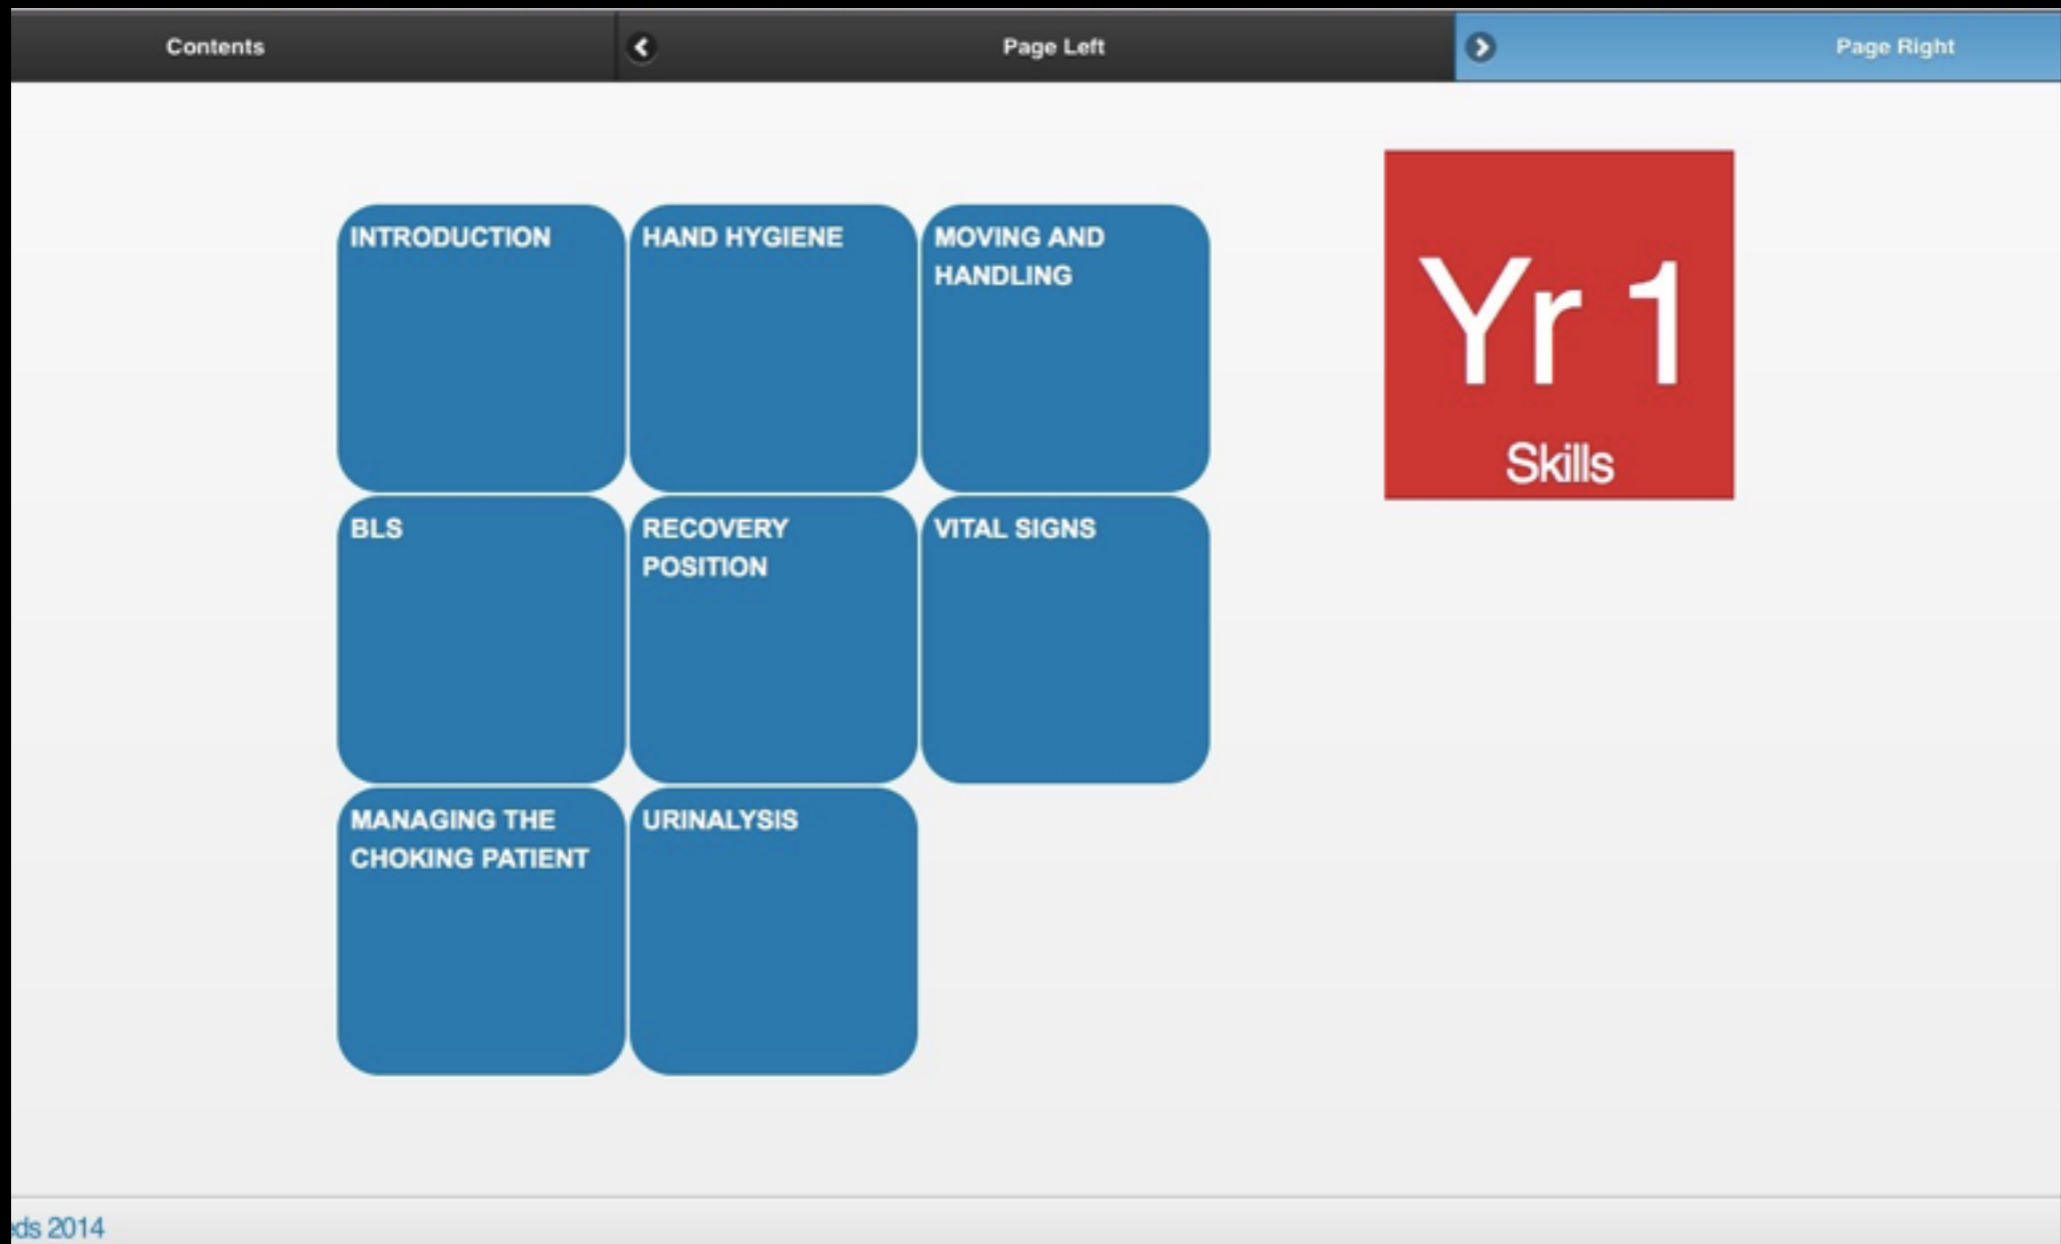 Contents
Page Left
Page Right
INTRODUCTION
HAND HYGIENE
MOVING AND
HANDLING
Yr 1
Skills
BLS
RECOVERY
POSITION
VITAL SIGNS
MANAGING THE
CHOKING PATIENT
URINALYSIS
2014